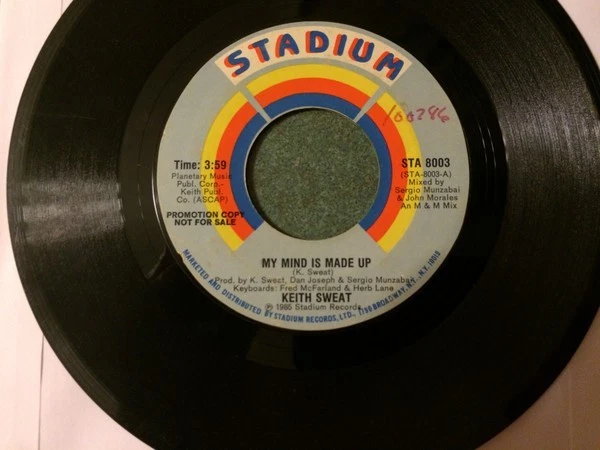 STADIUM
100786
Time: 3:59
Planetary Music
Publ. Corp.-
Keith Publ.
Co. (ASCAP)
PROMOTION COPY
NOT FOR SALE
STA 8003
(STA-8003-A)
Mixed by
Sergio Munzabai
& John Morales
An M & M Mix
MY MIND IS MADE UP
(K. Sweat)
Prod. by K. Sweat, Dan Joseph & Sergio Munzabai
Keyboards: Fred McFarland & Herb Lane
KEITH SWEAT
℗ 1985 Stadium Records
MARKETED AND DISTRIBUTED BY STADIUM RECORDS, LTD., BROADWAY, N.Y., N.Y.